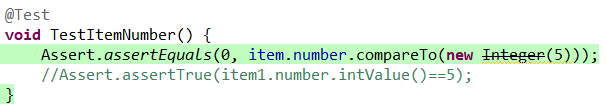 @Test
void TestItemNumber() {
Assert.assertEquals(0, item.number.compareTo(new Integer(5)));
//Assert.assertTrue(item1.number.intValue()==5);
}